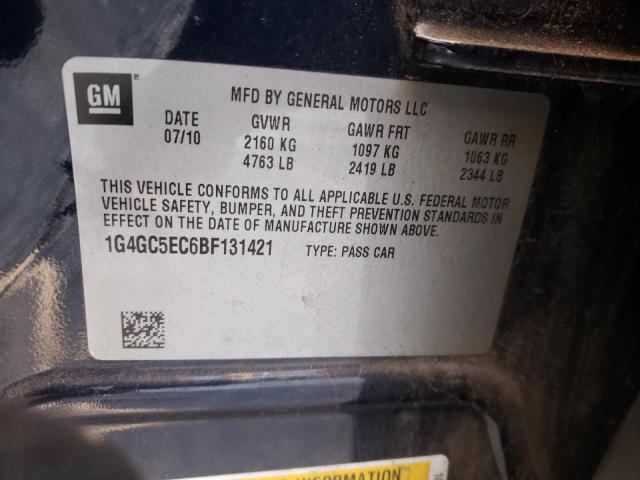 GM ®
MFD BY GENERAL MOTORS LLC
DATE GVWR GAWR FRT GAWR RR
07/10 2160 KG 1097 KG 1063 KG
4763 LB 2419 LB 2344 LB
THIS VEHICLE CONFORMS TO ALL APPLICABLE U.S. FEDERAL MOTOR
VEHICLE SAFETY, BUMPER, AND THEFT PREVENTION STANDARDS IN
EFFECT ON THE DATE OF MANUFACTURE SHOWN ABOVE.
1G4GC5EC6BF131421 TYPE: PASS CAR
INFORMATION